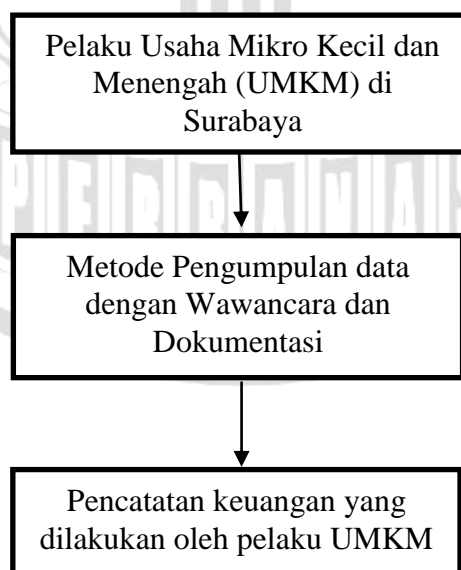 Pelaku Usaha Mikro Kecil dan
Menengah (UMKM) di
Surabaya
Metode Pengumpulan data
dengan Wawancara dan
Dokumentasi
Pencatatan keuangan yang
dilakukan oleh pelaku UMKM